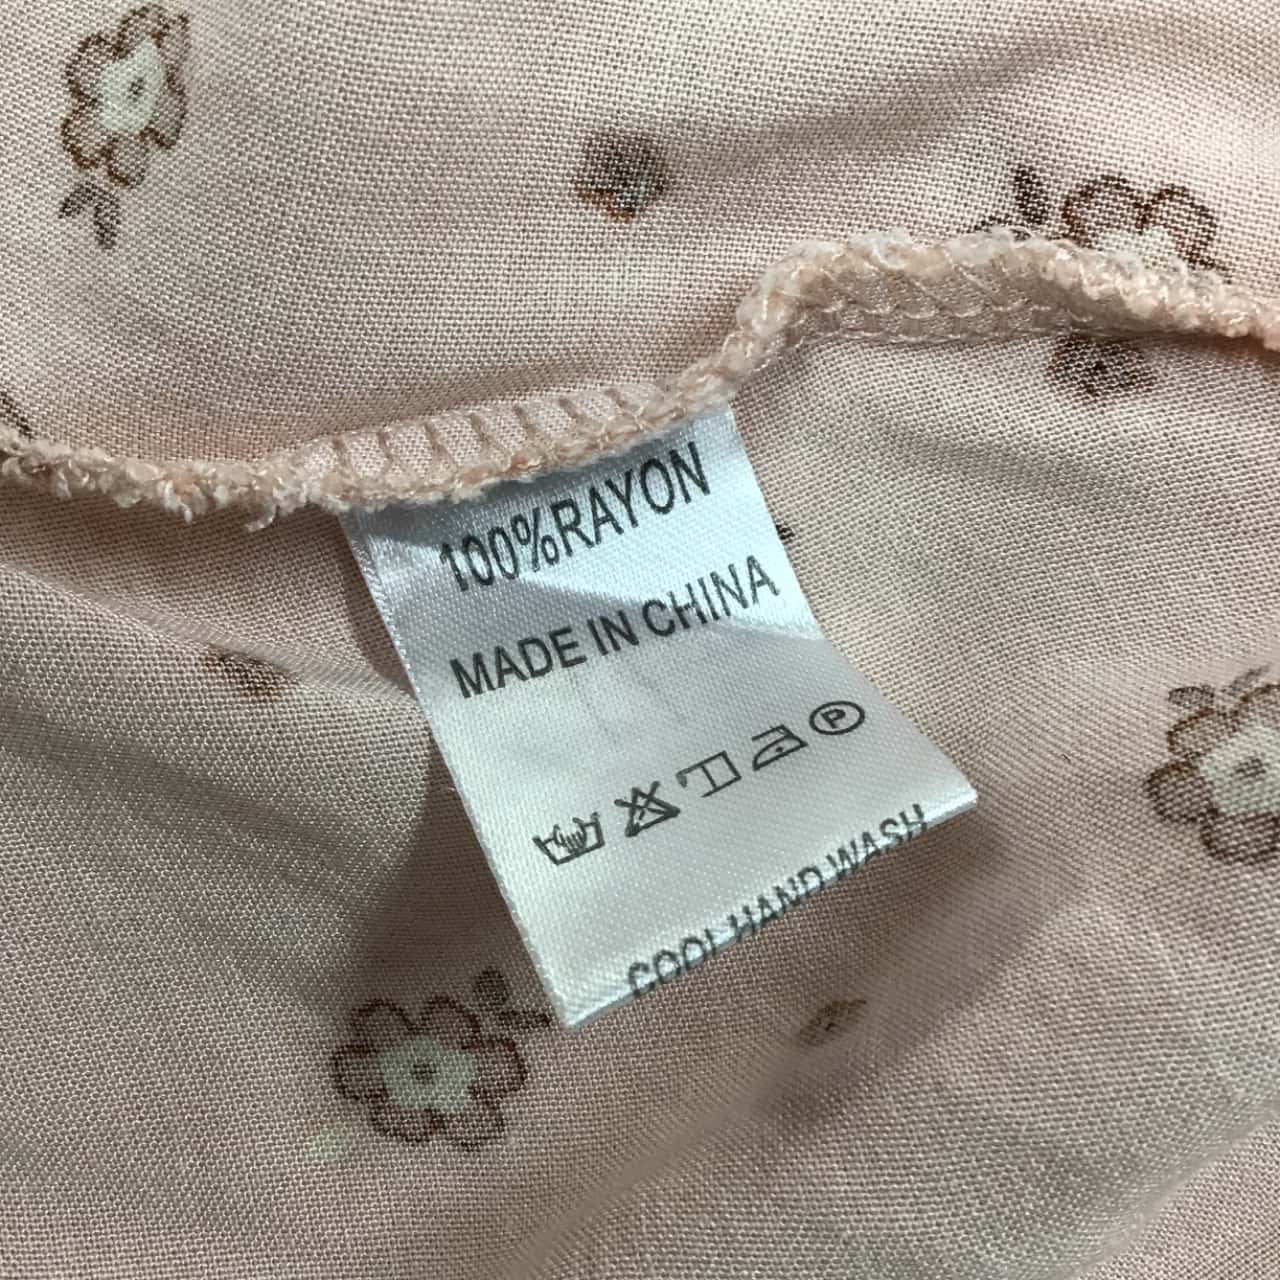 100%RAYON
MADE IN CHINA
P
COOL HAND WASH